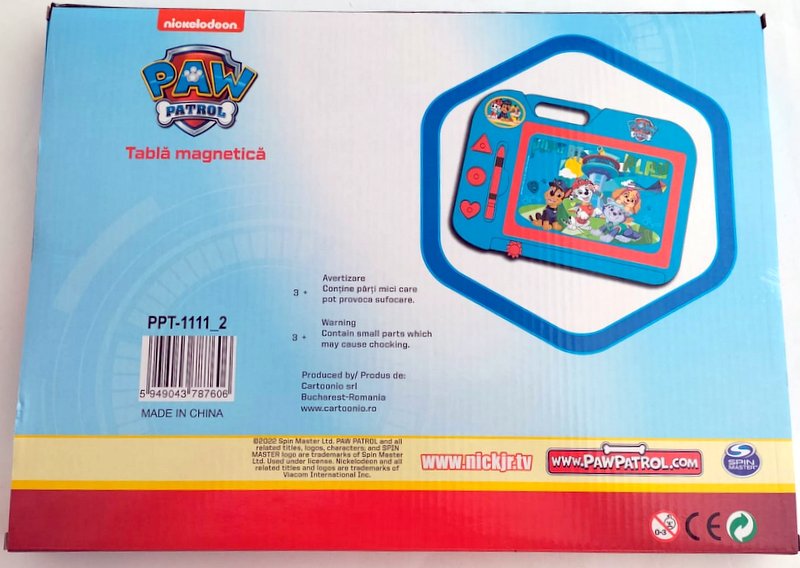 nickelodeon
PAW
PATROL
Tablă magnetică
Avertizare
3 + Conține părți mici care
pot provoca sufocare.
Warning
3 + Contain small parts which
may cause chocking.
PPT-1111_2
5 949043 787606
MADE IN CHINA
Produced by/ Produs de:
Cartoonio srl
Bucharest-Romania
www.cartoonio.ro
©2022 Spin Master Ltd. PAW PATROL and all
related titles, logos, characters; and SPIN
MASTER logo are trademarks of Spin Master
Ltd. Used under license. Nickelodeon and all
related titles and logos are trademarks of
Viacom International Inc.
www.nickjr.tv
www.PAWPATROL.COM
SPIN
MASTER
0-3
CE